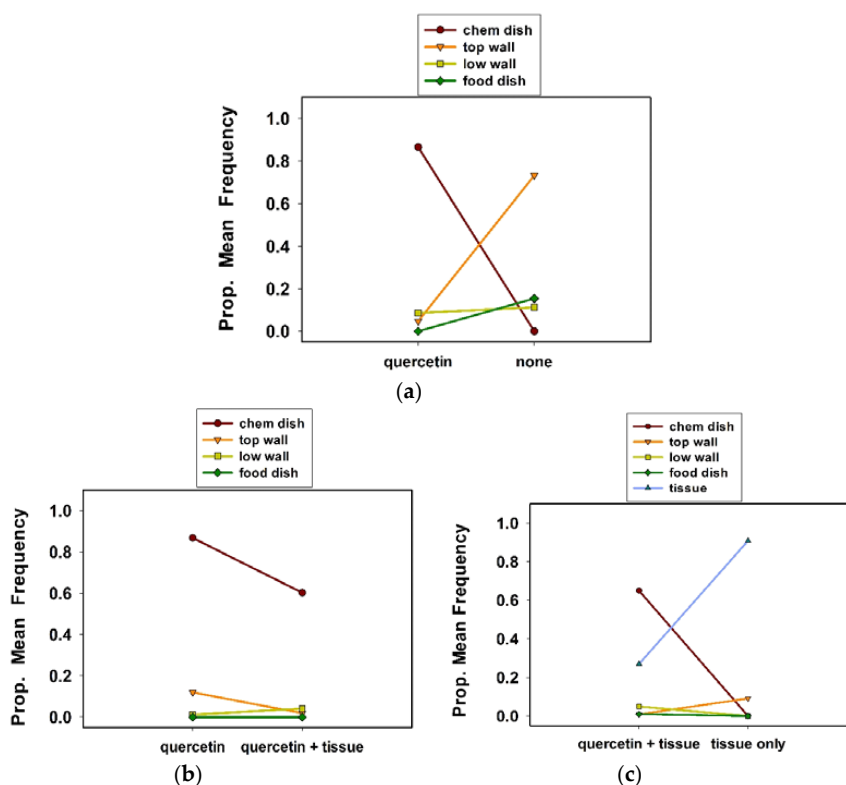 chem dish
top wall
low wall
food dish
Prop. Mean Frequency
1.0
0.8
0.6
0.4
0.2
0.0
quercetin none
(a)
chem dish
top wall
low wall
food dish
Prop. Mean Frequency
1.0
0.8
0.6
0.4
0.2
0.0
quercetin quercetin + tissue
(b)
chem dish
top wall
low wall
food dish
tissue
Prop. Mean Frequency
1.0
0.8
0.6
0.4
0.2
0.0
quercetin + tissue tissue only
(c)